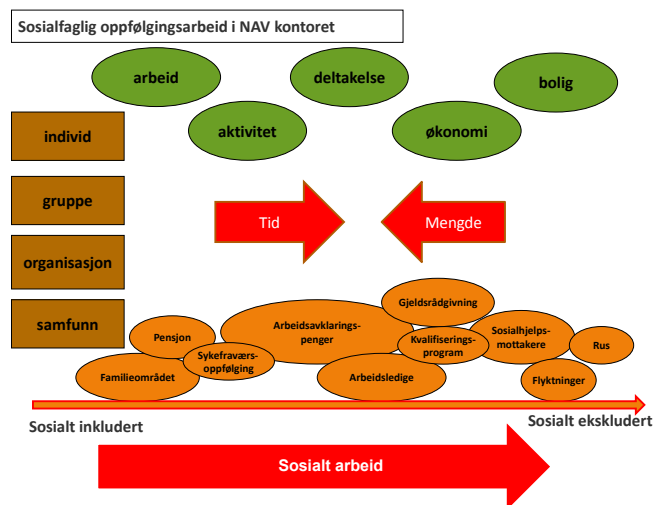 Sosialfaglig oppfølgingsarbeid i NAV kontoret
arbeid
deltakelse
bolig
aktivitet
økonomi
individ
gruppe
organisasjon
samfunn
Tid
Mengde
Gjeldsrådgivning
Pensjon
Arbeidsavklarings-
penger
Kvalifiserings-
program
Sosialhjelps-
mottakere
Rus
Sykefraværs-
oppfølging
Familieområdet
Arbeidsledige
Flyktninger
Sosialt inkludert
Sosialt ekskludert
Sosialt arbeid